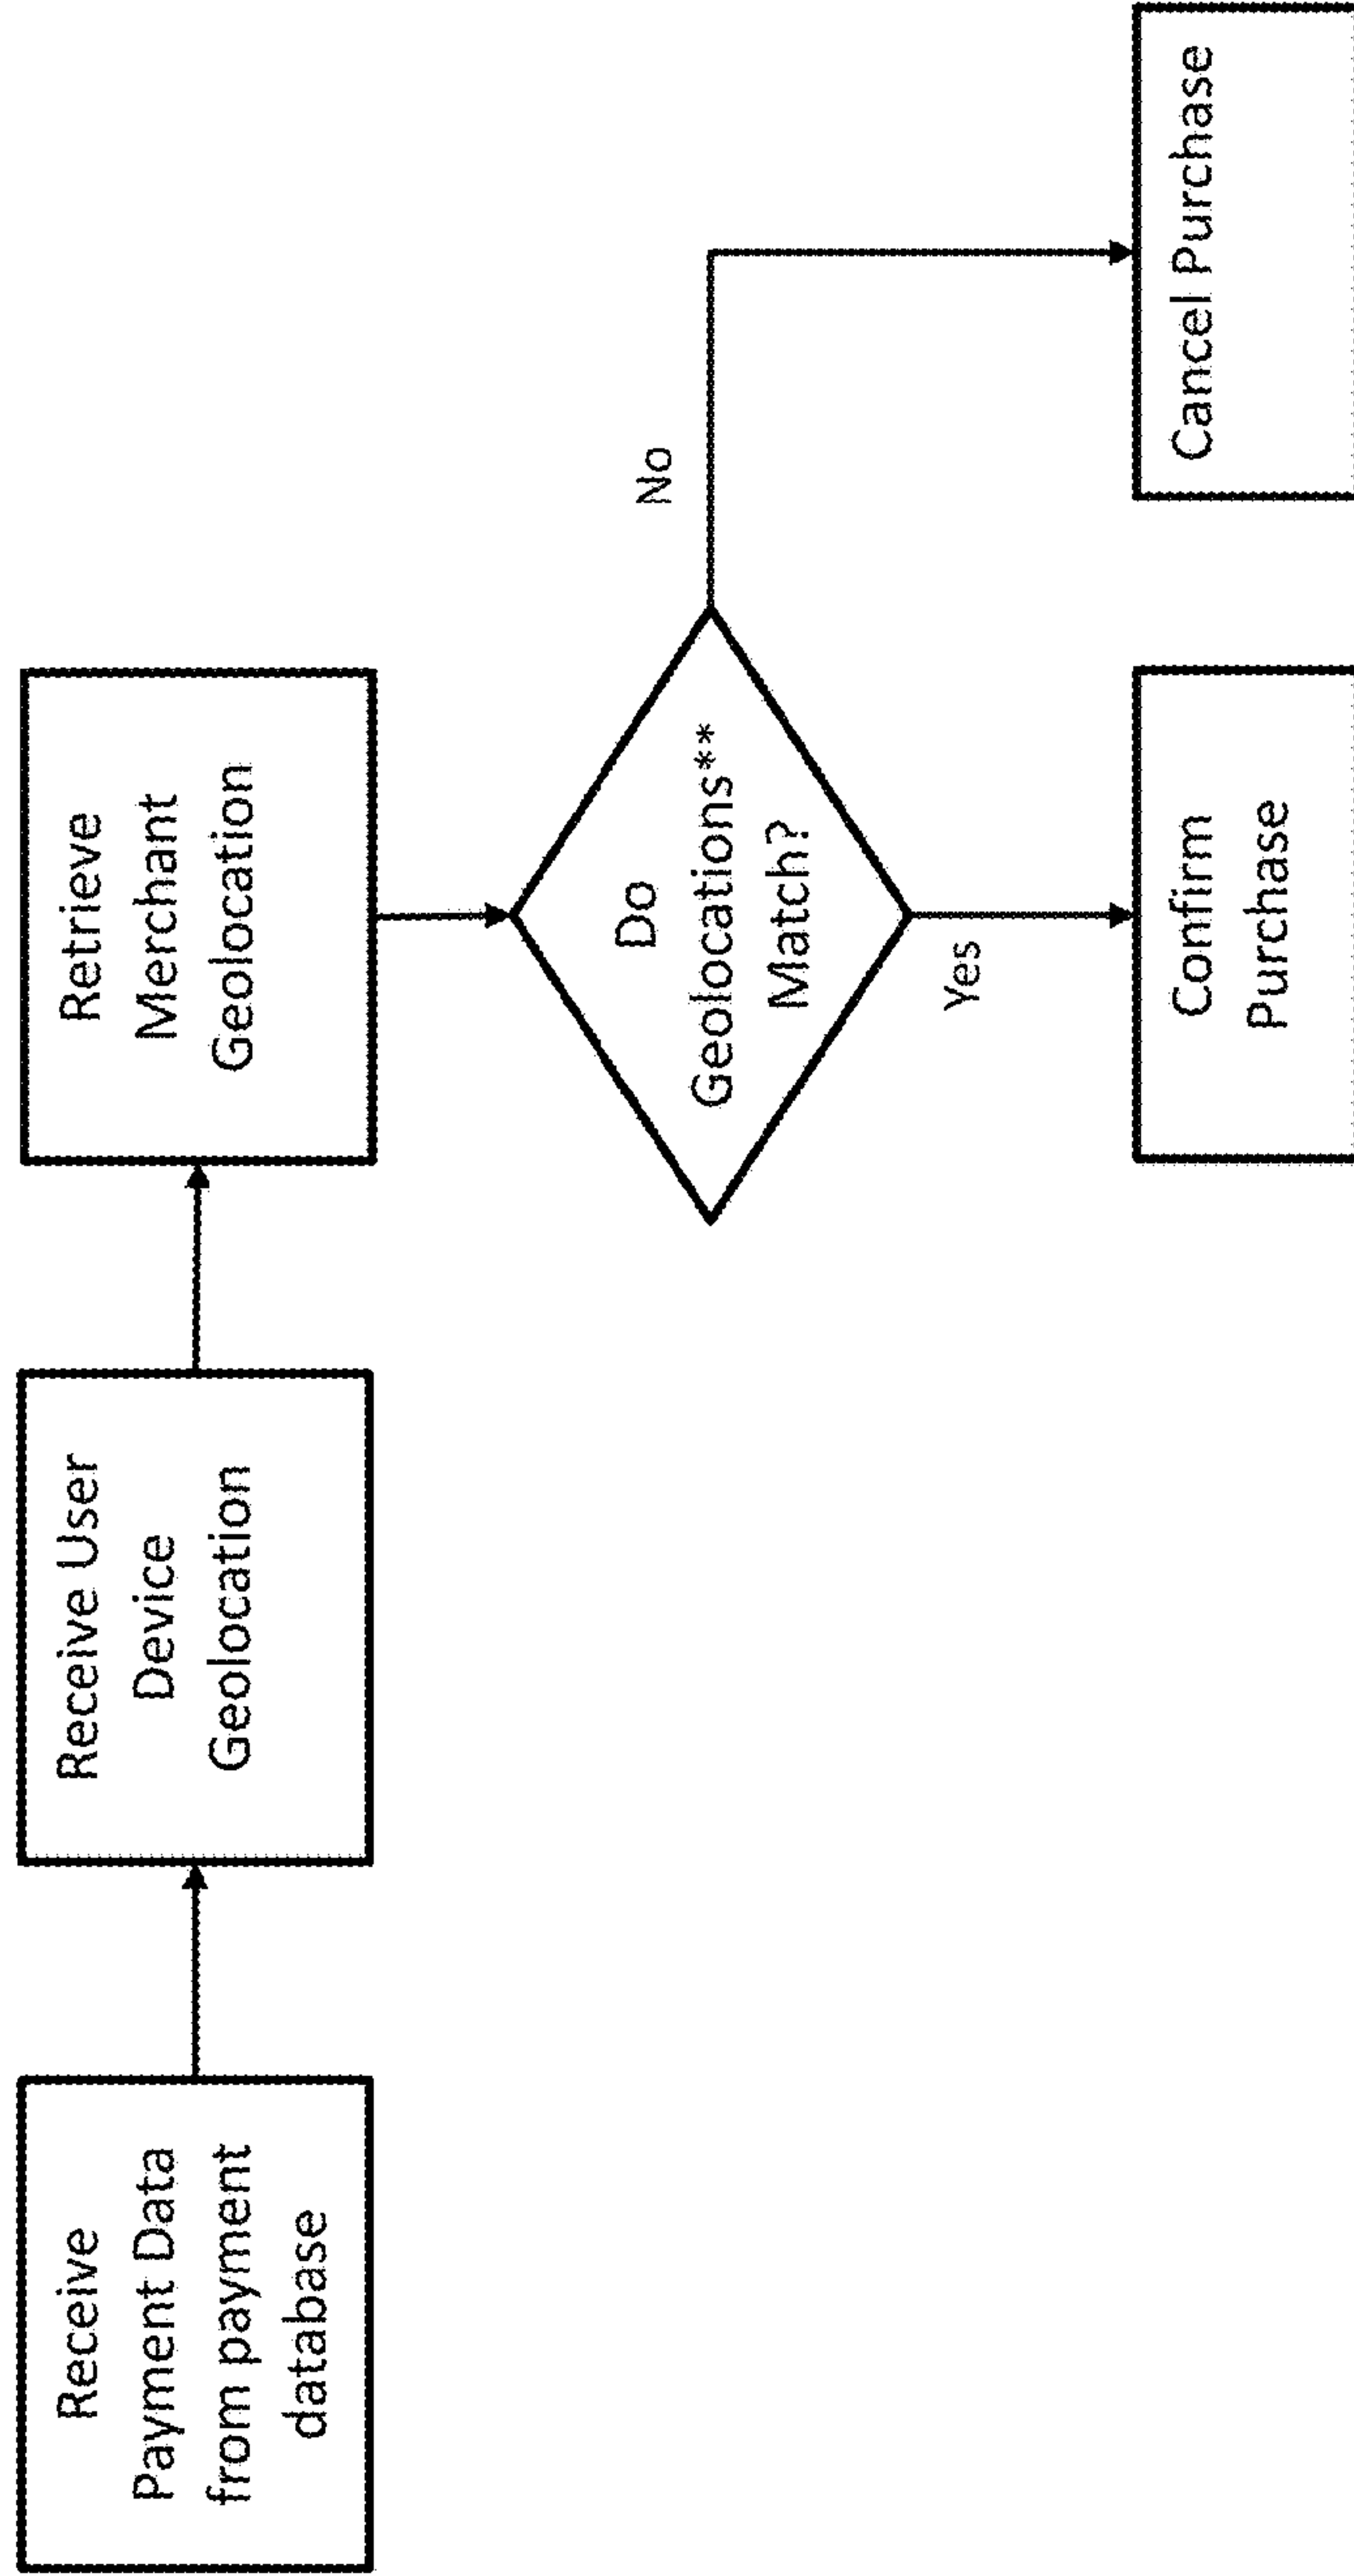 Receive
Payment Data
from payment
database
Receive User
Device
Geolocation
Retrieve
Merchant
Geolocation
Do
Geolocations**
Match?
No
Yes
Confirm
Purchase
Cancel Purchase